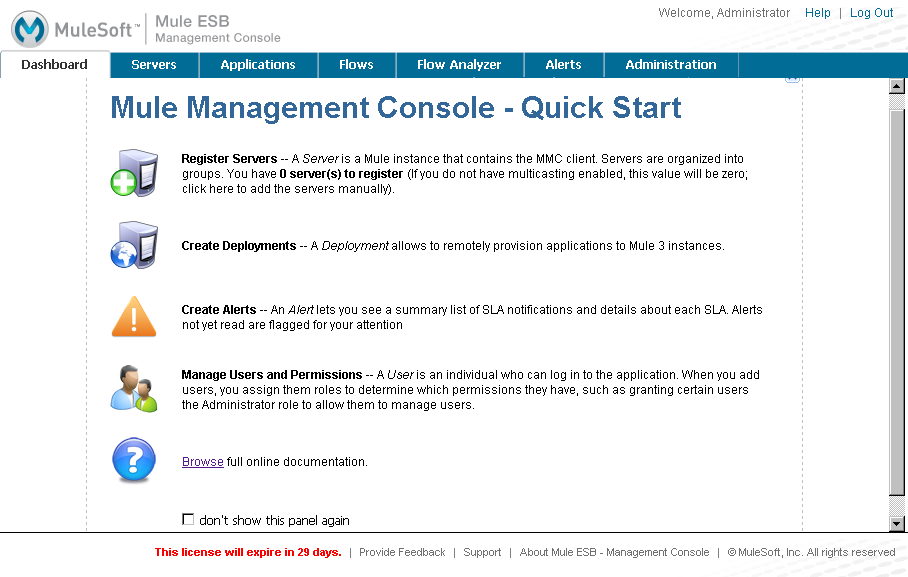 MuleSoft™ Mule ESB Management Console
Welcome, Administrator Help | Log Out
Dashboard Servers Applications Flows Flow Analyzer Alerts Administration
Mule Management Console - Quick Start
Register Servers -- A Server is a Mule instance that contains the MMC client. Servers are organized into
groups. You have 0 server(s) to register (If you do not have multicasting enabled, this value will be zero;
click here to add the servers manually).
Create Deployments -- A Deployment allows to remotely provision applications to Mule 3 instances.
Create Alerts -- An Alert lets you see a summary list of SLA notifications and details about each SLA. Alerts
not yet read are flagged for your attention
Manage Users and Permissions -- A User is an individual who can log in to the application. When you add
users, you assign them roles to determine which permissions they have, such as granting certain users
the Administrator role to allow them to manage users.
Browse full online documentation.
don't show this panel again
This license will expire in 29 days. | Provide Feedback | Support | About Mule ESB - Management Console | © MuleSoft, Inc. All rights reserved